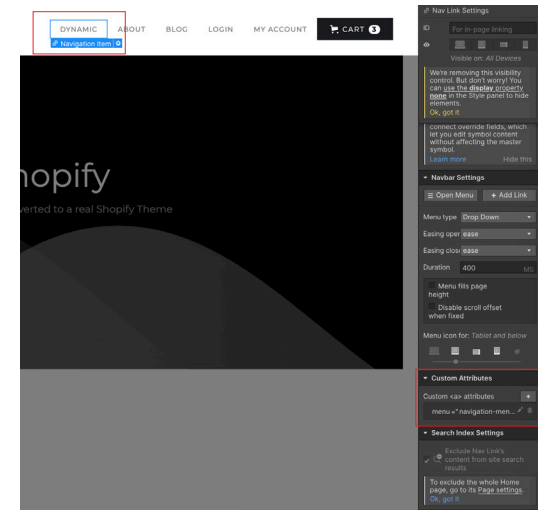 DYNAMIC ABOUT BLOG LOGIN MY ACCOUNT CART 3
Navigation Item
hopify
verted to a real Shopify Theme
Nav Link Settings
ID For in-page linking
Visible on: All Devices
We're removing this visibility
control. But don't worry! You
can use the display property
none in the Style panel to hide
elements.
Ok, got it
connect override fields, which
let you edit symbol content
without affecting the master
symbol.
Learn more Hide this
Navbar Settings
Open Menu + Add Link
Menu type Drop Down
Easing oper ease
Easing closi ease
Duration 400 MS
Menu fills page
height
Disable scroll offset
when fixed
Menu icon for: Tablet and below
Custom Attributes
Custom <a> attributes +
menu="navigation-men...
Search Index Settings
Exclude Nav Link's
content from site search
results
To exclude the whole Home
page, go to its Page settings.
Ok, got it